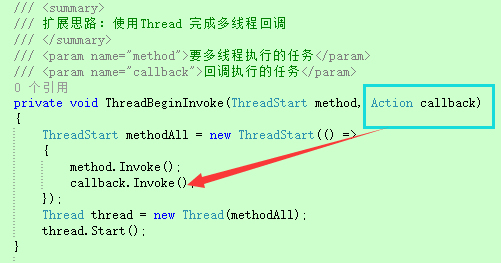 /// <summary>
/// 扩展思路：使用Thread 完成多线程回调
/// </summary>
/// <param name="method">要多线程执行的任务</param>
/// <param name="callback">回调执行的任务</param>
0 个引用
private void ThreadBeginInvoke(ThreadStart method, Action callback)
{
ThreadStart methodAll = new ThreadStart(() =>
{
method.Invoke();
callback.Invoke();
});
Thread thread = new Thread(methodAll);
thread.Start();
}